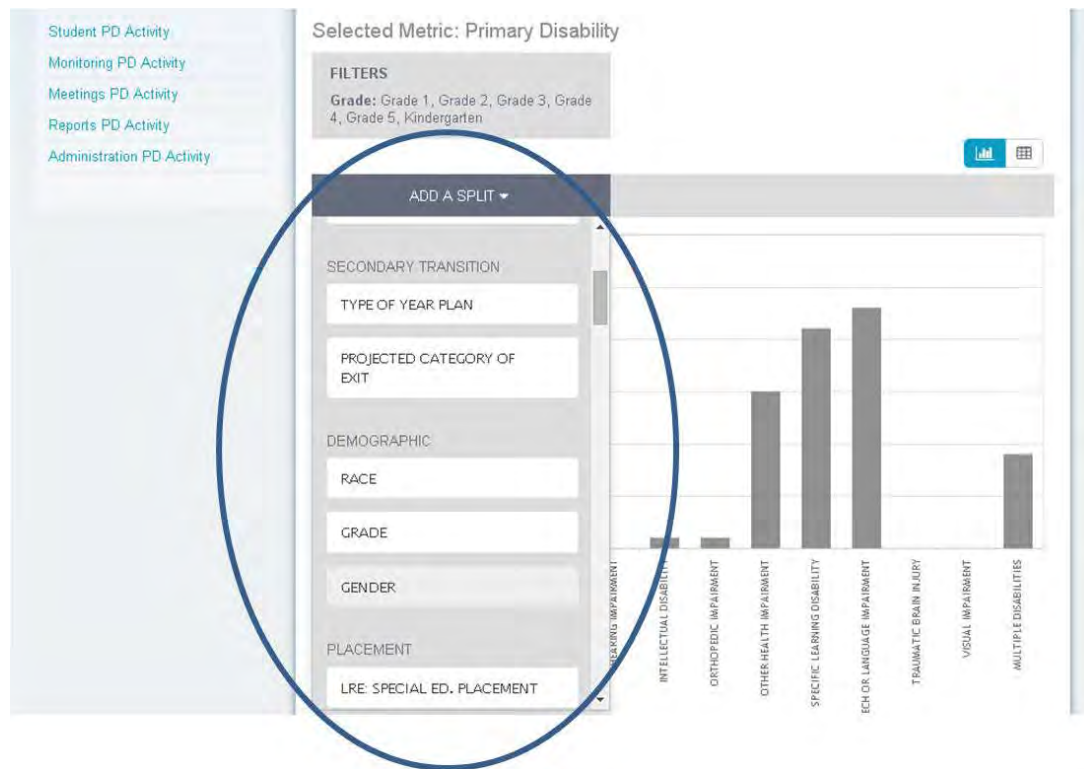 Student PD Activity
Monitoring PD Activity
Meetings PD Activity
Reports PD Activity
Administration PD Activity
Selected Metric: Primary Disability
FILTERS
Grade: Grade 1, Grade 2, Grade 3, Grade
4, Grade 5, Kindergarten
ADD A SPLIT
SECONDARY TRANSITION
TYPE OF YEAR PLAN
PROJECTED CATEGORY OF
EXIT
DEMOGRAPHIC
RACE
GRADE
GENDER
PLACEMENT
LRE: SPECIAL ED. PLACEMENT
HEARING IMPAIRMENT
INTELLECTUAL DISABILITY
ORTHOPEDIC IMPAIRMENT
OTHER HEALTH IMPAIRMENT
SPECIFIC LEARNING DISABILITY
ECH OR LANGUAGE IMPAIRMENT
TRAUMATIC BRAIN INJURY
VISUAL IMPAIRMENT
MULTIPLE DISABILITIES